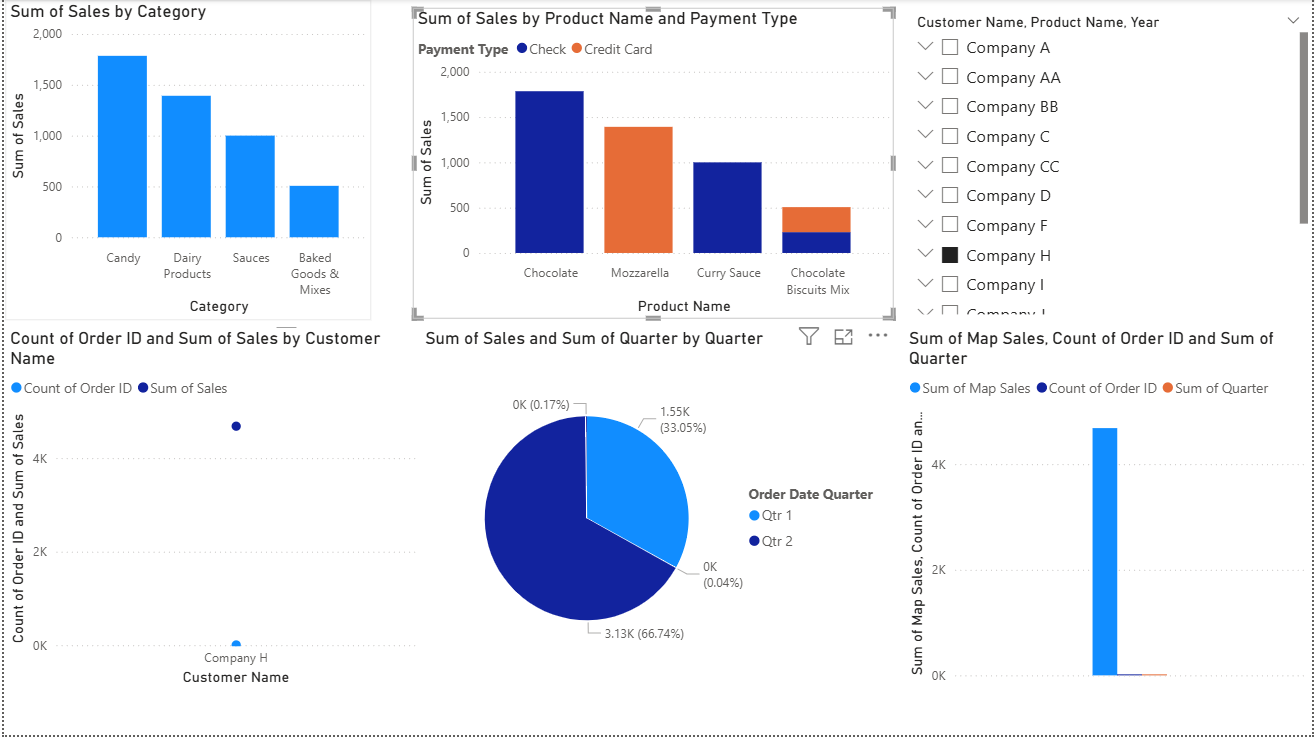 Sum of Sales by Category
2,000
1,500
1,000
500
0
Sum of Sales
Candy
Dairy
Products
Sauces
Baked
Goods &
Mixes
Category
Sum of Sales by Product Name and Payment Type
Payment Type Check Credit Card
2,000
1,500
1,000
500
0
Sum of Sales
Chocolate
Mozzarella
Curry Sauce
Chocolate
Biscuits Mix
Product Name
Customer Name, Product Name, Year
Company A
Company AA
Company BB
Company C
Company CC
Company D
Company F
Company H
Company I
Count of Order ID and Sum of Sales by Customer
Name
Count of Order ID Sum of Sales
4K
2K
0K
Count of Order ID and Sum of Sales
Company H
Customer Name
Sum of Sales and Sum of Quarter by Quarter
0K (0.17%)
1.55K
(33.05%)
0K
(0.04%)
3.13K (66.74%)
Order Date Quarter
Qtr 1
Qtr 2
Sum of Map Sales, Count of Order ID and Sum of
Quarter
Sum of Map Sales Count of Order ID Sum of Quarter
4K
2K
0K
Sum of Map Sales, Count of Order ID an...